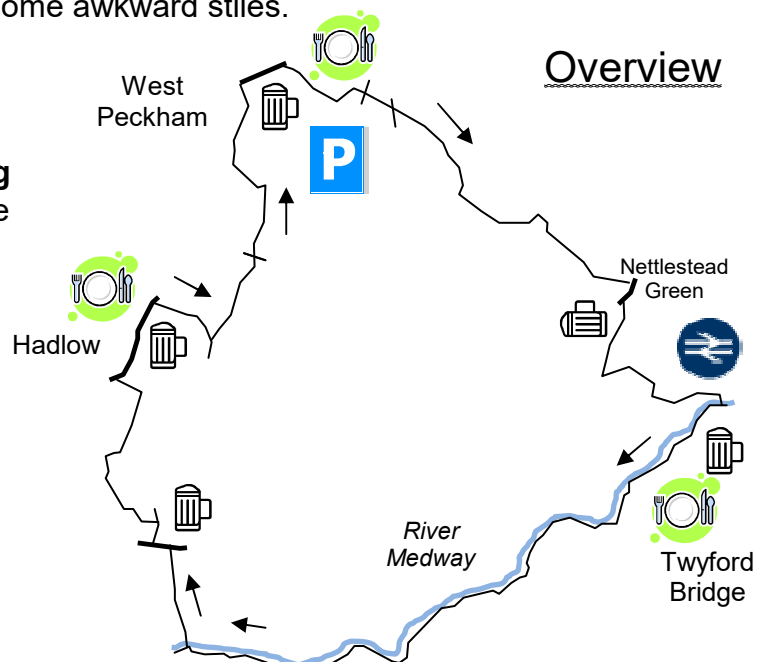 ome awkward stiles.
Overview
West
Peckham
P
g
e
Nettlestead
Green
Hadlow
River
Medway
Twyford
Bridge